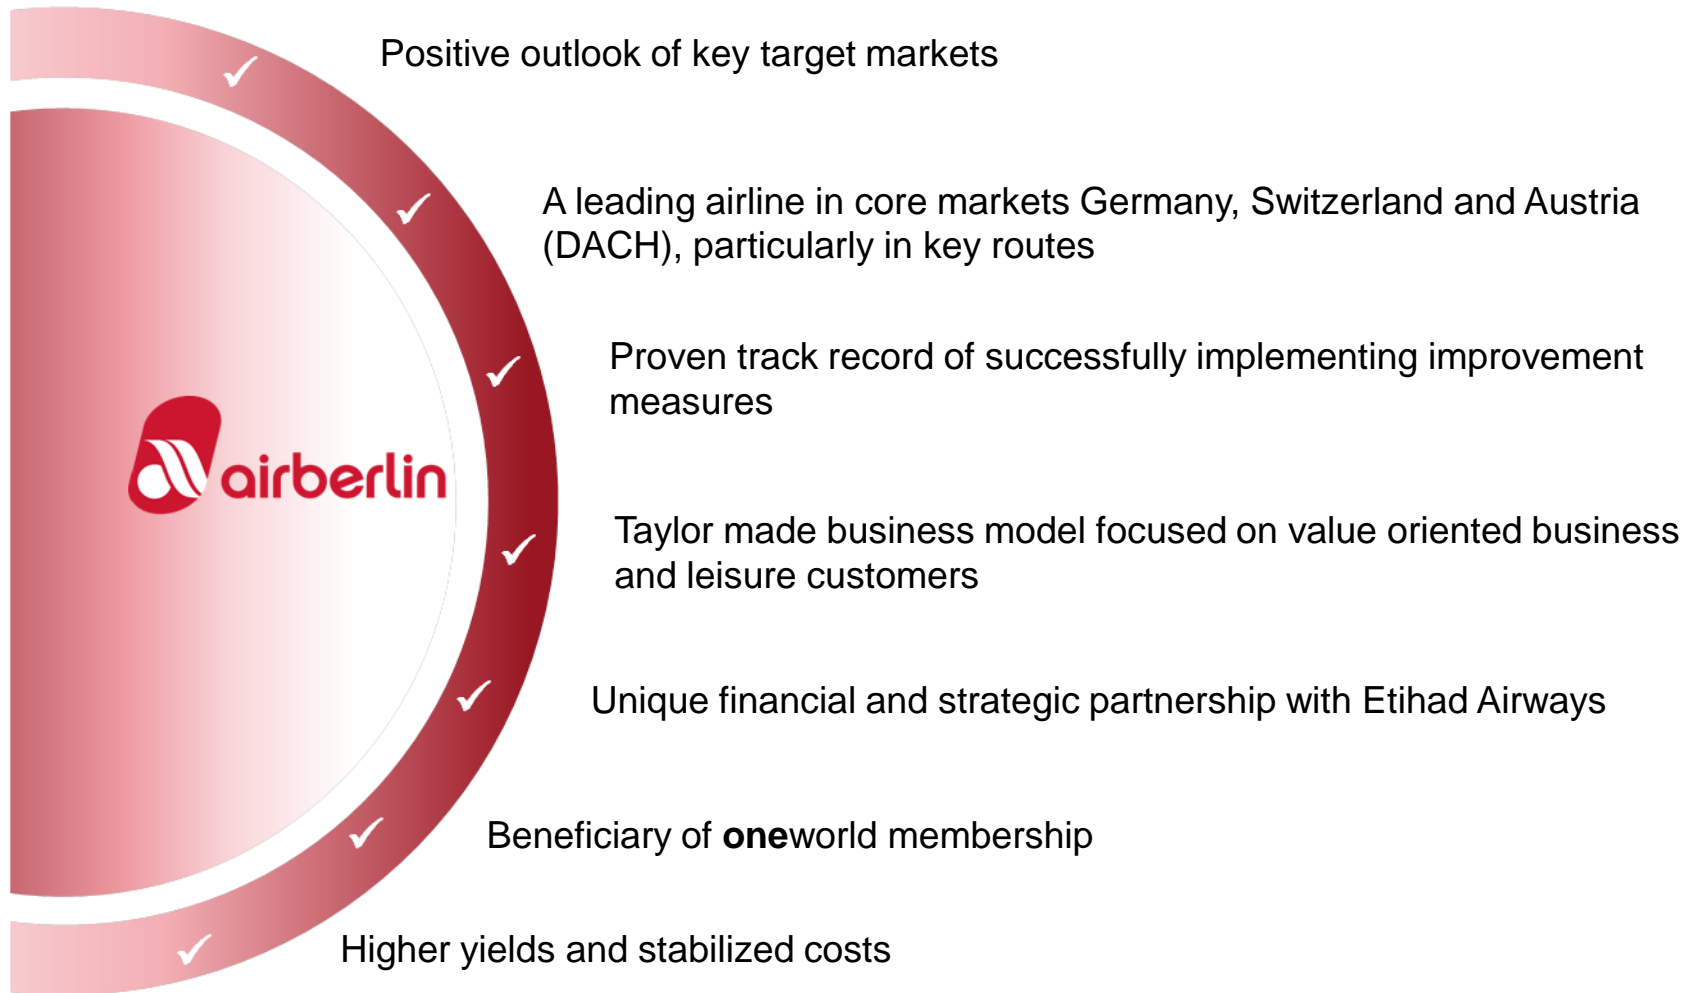 Positive outlook of key target markets
A leading airline in core markets Germany, Switzerland and Austria
(DACH), particularly in key routes
Proven track record of successfully implementing improvement
measures
airberlin
Taylor made business model focused on value oriented business
and leisure customers
Unique financial and strategic partnership with Etihad Airways
Beneficiary of oneworld membership
Higher yields and stabilized costs